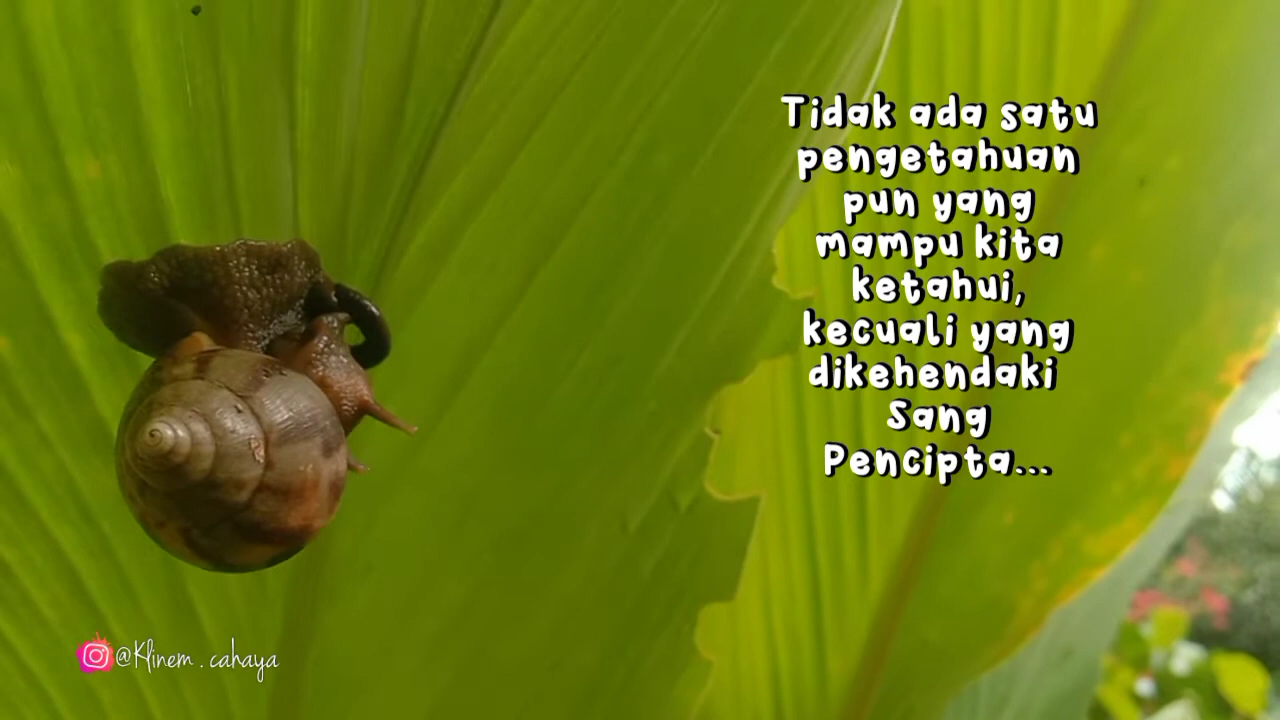 Tidak ada satu
pengetahuan
pun yang
mampu kita
ketahui,
kecuali yang
dikehendaki
Sang
Pencipta...
@Klinem.cahaya